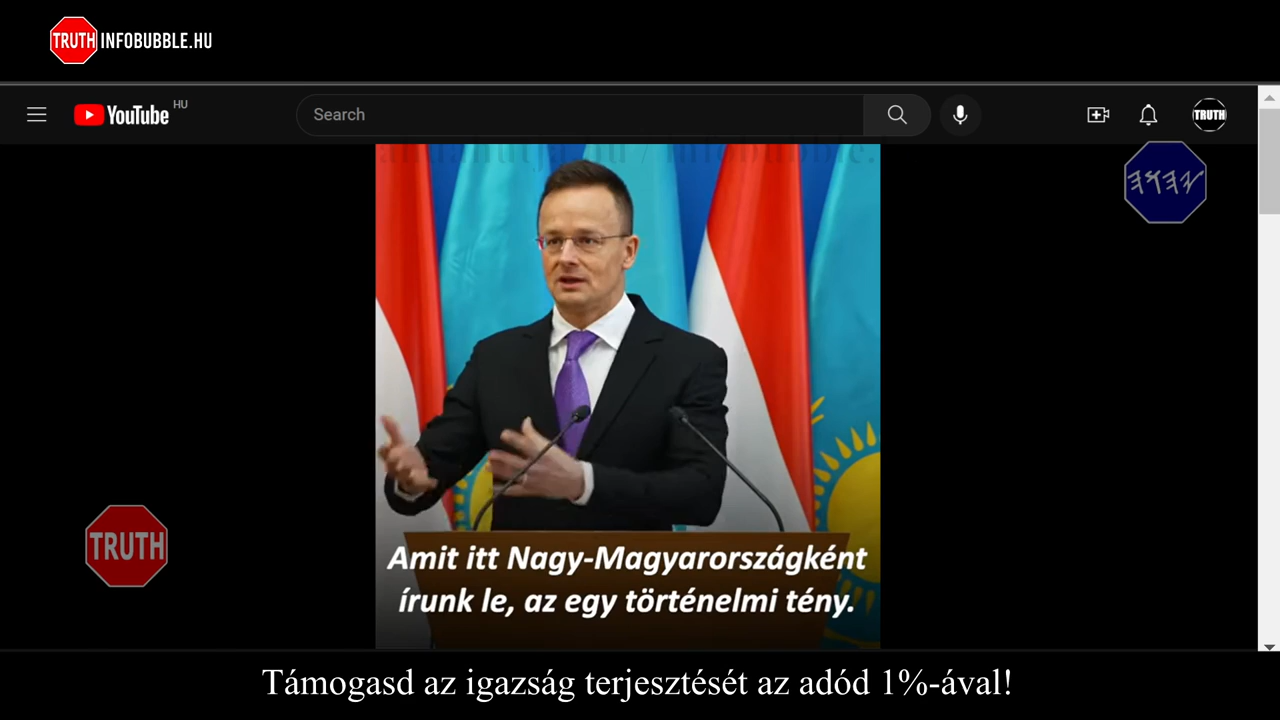 TRUTH INFOBUBBLE.HU
YouTube HU
Search
TRUTH
TRUTH
Amit itt Nagy-Magyarországként
írunk le, az egy történelmi tény.
Támogasd az igazság terjesztését az adód 1%-ával!